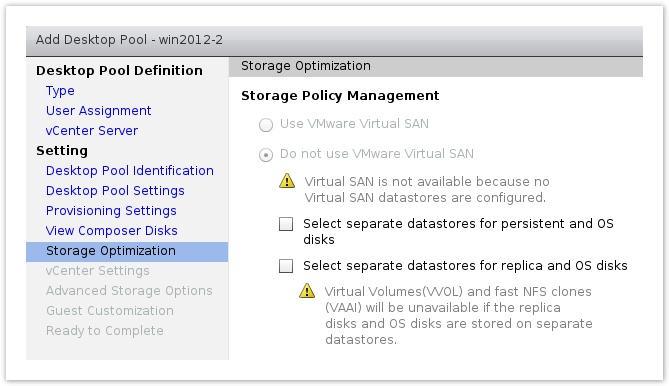 Add Desktop Pool - win2012-2
Desktop Pool Definition
Type
User Assignment
vCenter Server
Setting
Desktop Pool Identification
Desktop Pool Settings
Provisioning Settings
View Composer Disks
Storage Optimization
vCenter Settings
Advanced Storage Options
Guest Customization
Ready to Complete
Storage Optimization
Storage Policy Management
Use VMware Virtual SAN
Do not use VMware Virtual SAN
Virtual SAN is not available because no
Virtual SAN datastores are configured.
Select separate datastores for persistent and OS
disks
Select separate datastores for replica and OS disks
Virtual Volumes(VVOL) and fast NFS clones
(VAAI) will be unavailable if the replica
disks and OS disks are stored on separate
datastores.